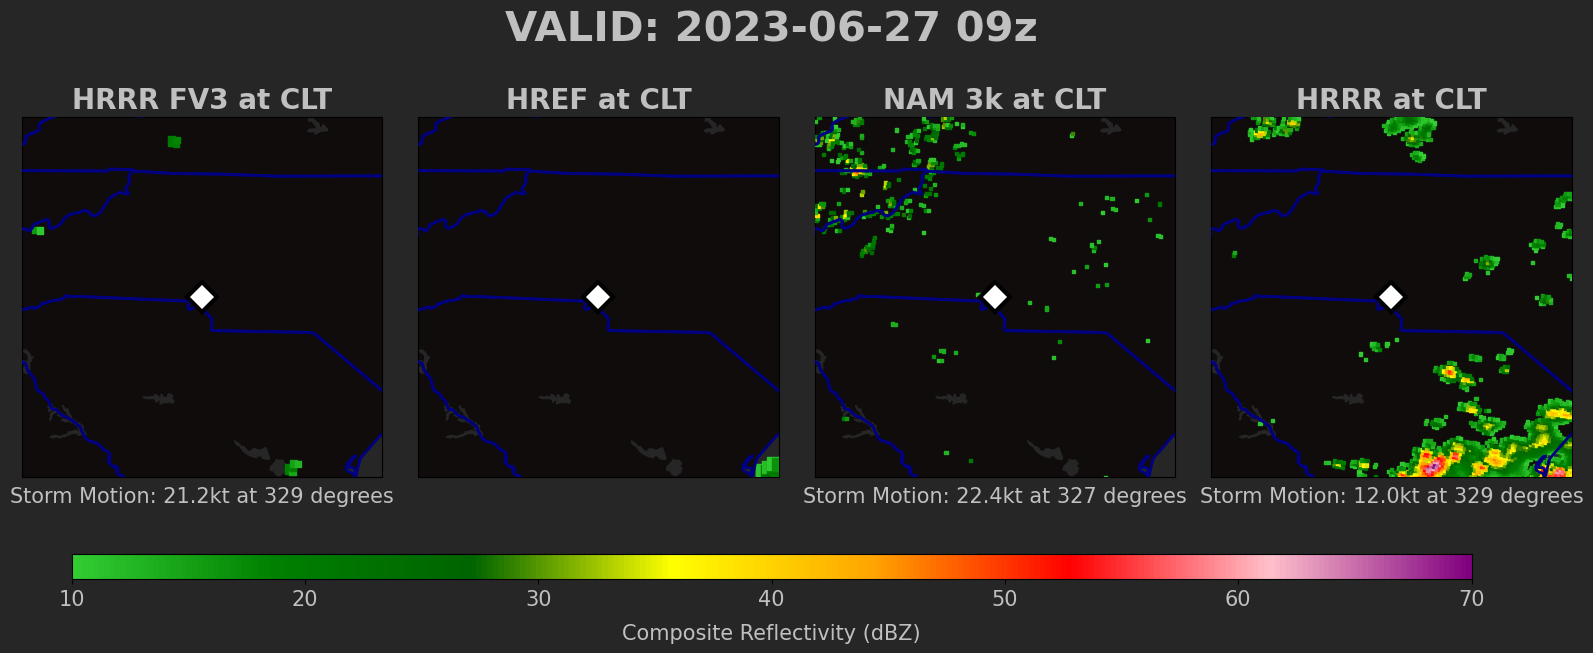 VALID: 2023-06-27 09z
HRRR FV3 at CLT
HREF at CLT
NAM 3k at CLT
HRRR at CLT
Storm Motion: 21.2kt at 329 degrees
Storm Motion: 22.4kt at 327 degrees
Storm Motion: 12.0kt at 329 degrees
10 20 30 40 50 60 70
Composite Reflectivity (dBZ)